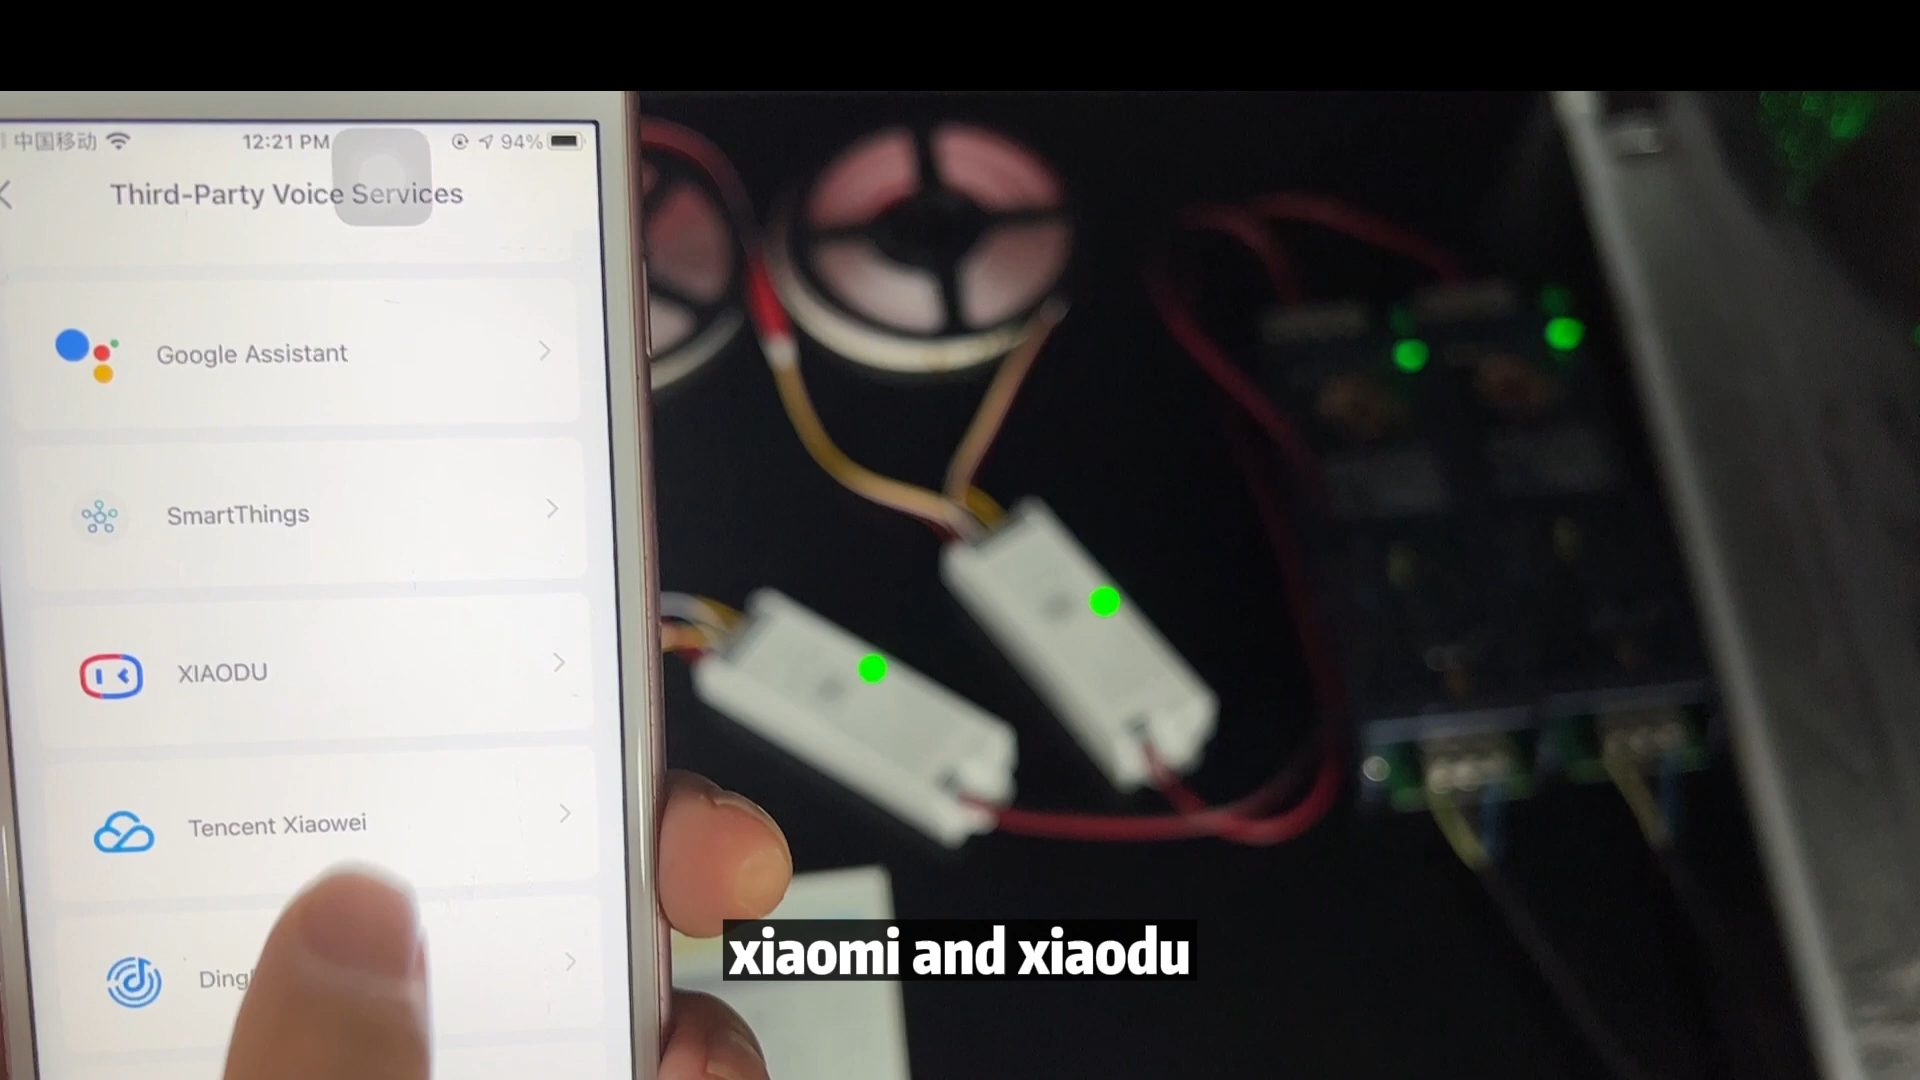 中国移动
12:21 PM
94%
Third-Party Voice Services
Google Assistant
SmartThings
XIAODU
Tencent Xiaowei
xiaomi and xiaodu